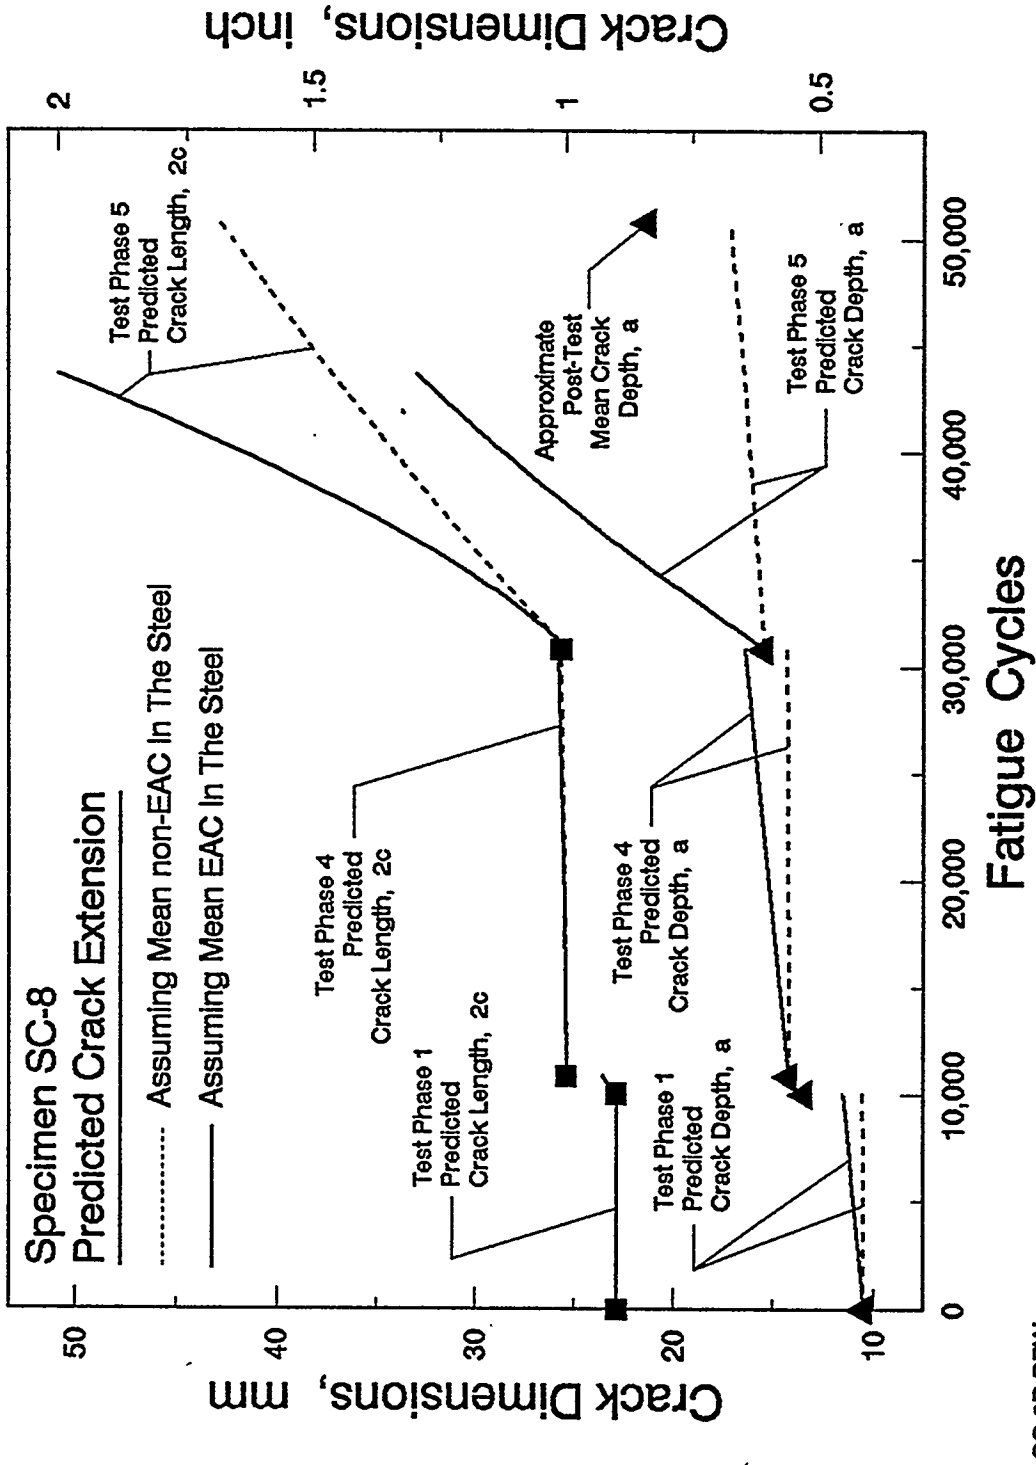 Specimen SC-8
Predicted Crack Extension
Assuming Mean non-EAC In The Steel
Assuming Mean EAC In The Steel
Test Phase 5
Predicted
Crack Length, 2c
Test Phase 4
Predicted
Crack Length, 2c
Test Phase 1
Predicted
Crack Length, 2c
Approximate
Post-Test
Mean Crack
Depth, a
Test Phase 4
Predicted
Crack Depth, a
Test Phase 1
Predicted
Crack Depth, a
Test Phase 5
Predicted
Crack Depth, a
Crack Dimensions, mm
50
40
30
20
10
Crack Dimensions, inch
2
1.5
1
0.5
0
10,000
20,000
30,000
40,000
50,000
Fatigue Cycles